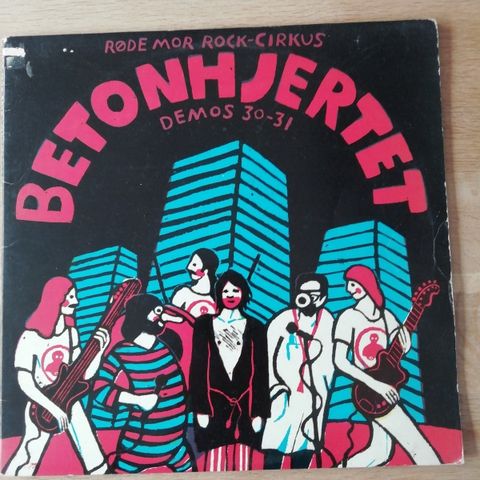 RØDE MOR ROCK-CIRKUS
BETONHJERTET
DEMOS 30-31